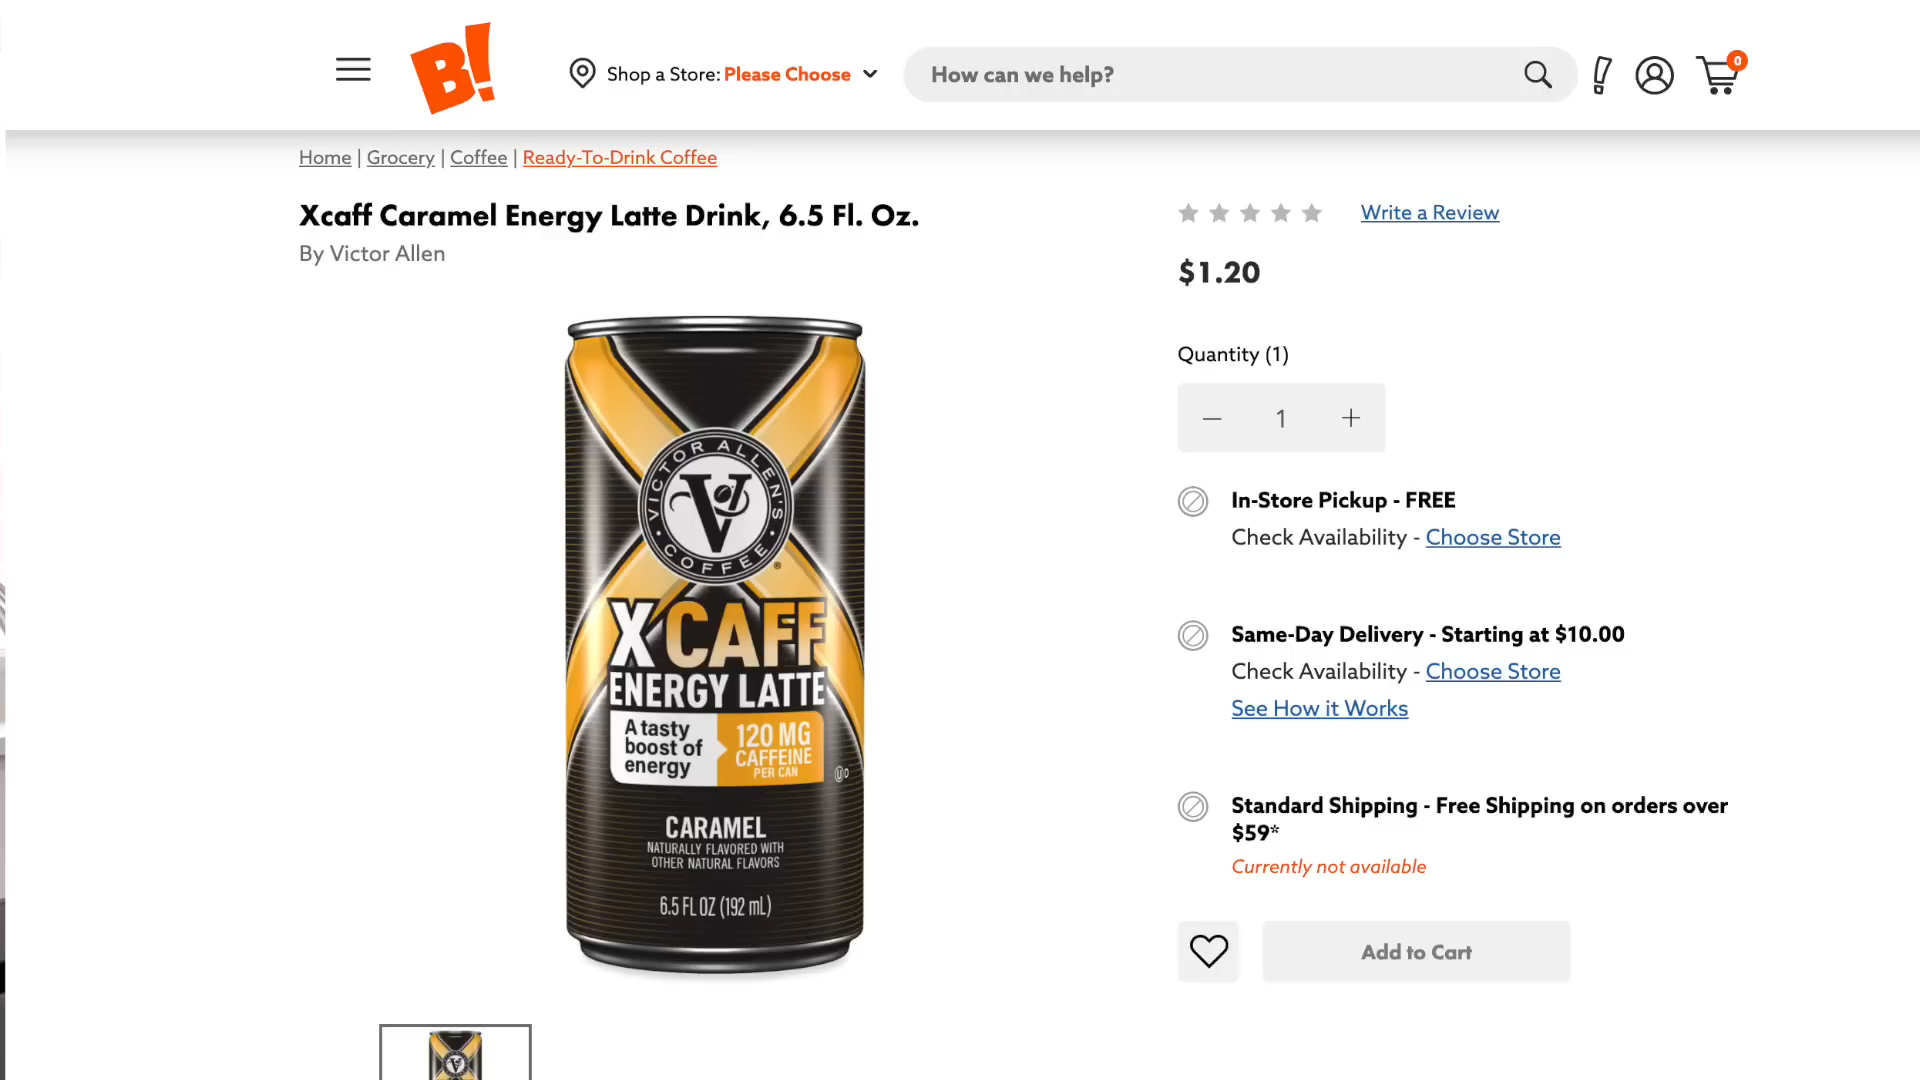 B!
Shop a Store: Please Choose
How can we help?
0
Home | Grocery | Coffee | Ready-To-Drink Coffee
Xcaff Caramel Energy Latte Drink, 6.5 Fl. Oz.
By Victor Allen
VICTOR ALLEN'S
V
COFFEE
®
XCAFF
ENERGY LATTE
A tasty
boost of
energy
120 MG
CAFFEINE
PER CAN
U D
CARAMEL
NATURALLY FLAVORED WITH
OTHER NATURAL FLAVORS
6.5 FL OZ (192 mL)
Write a Review
$1.20
Quantity (1)
− 1 +
In-Store Pickup - FREE
Check Availability - Choose Store
Same-Day Delivery - Starting at $10.00
Check Availability - Choose Store
See How it Works
Standard Shipping - Free Shipping on orders over
$59*
Currently not available
Add to Cart